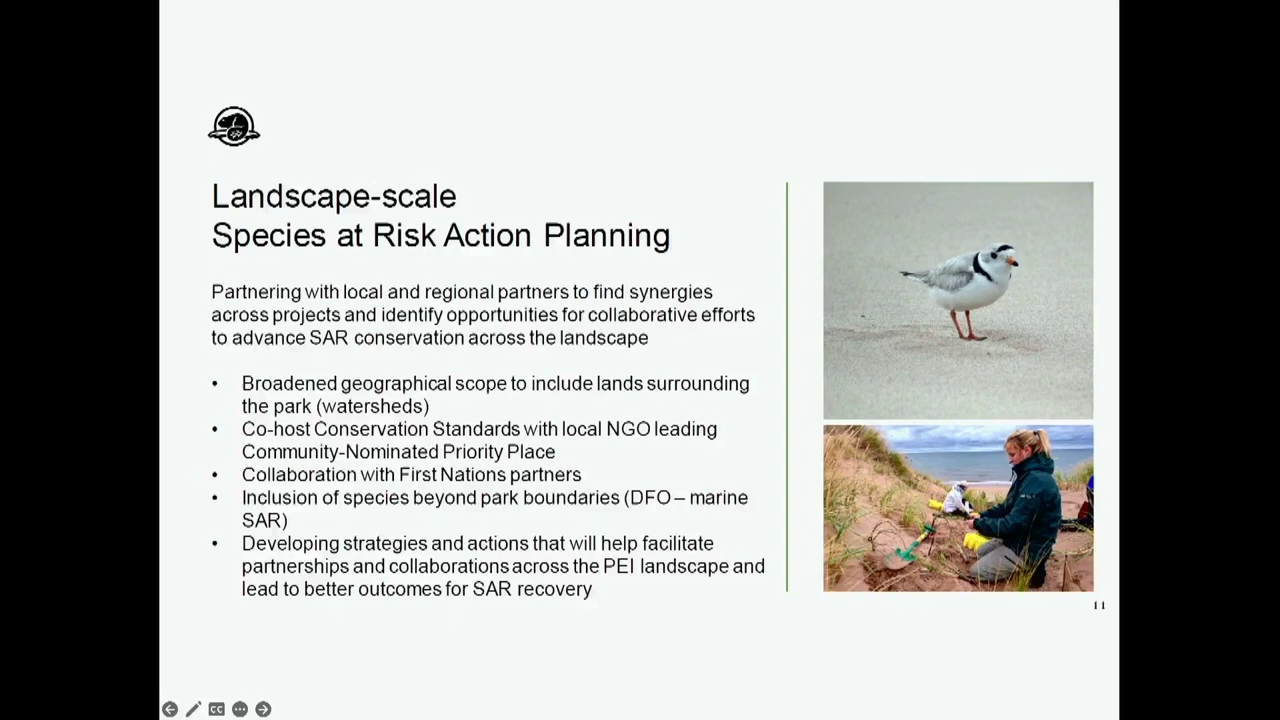 Landscape-scale
Species at Risk Action Planning
Partnering with local and regional partners to find synergies
across projects and identify opportunities for collaborative efforts
to advance SAR conservation across the landscape
• Broadened geographical scope to include lands surrounding
the park (watersheds)
• Co-host Conservation Standards with local NGO leading
Community-Nominated Priority Place
• Collaboration with First Nations partners
• Inclusion of species beyond park boundaries (DFO – marine
SAR)
• Developing strategies and actions that will help facilitate
partnerships and collaborations across the PEI landscape and
lead to better outcomes for SAR recovery
11
CC